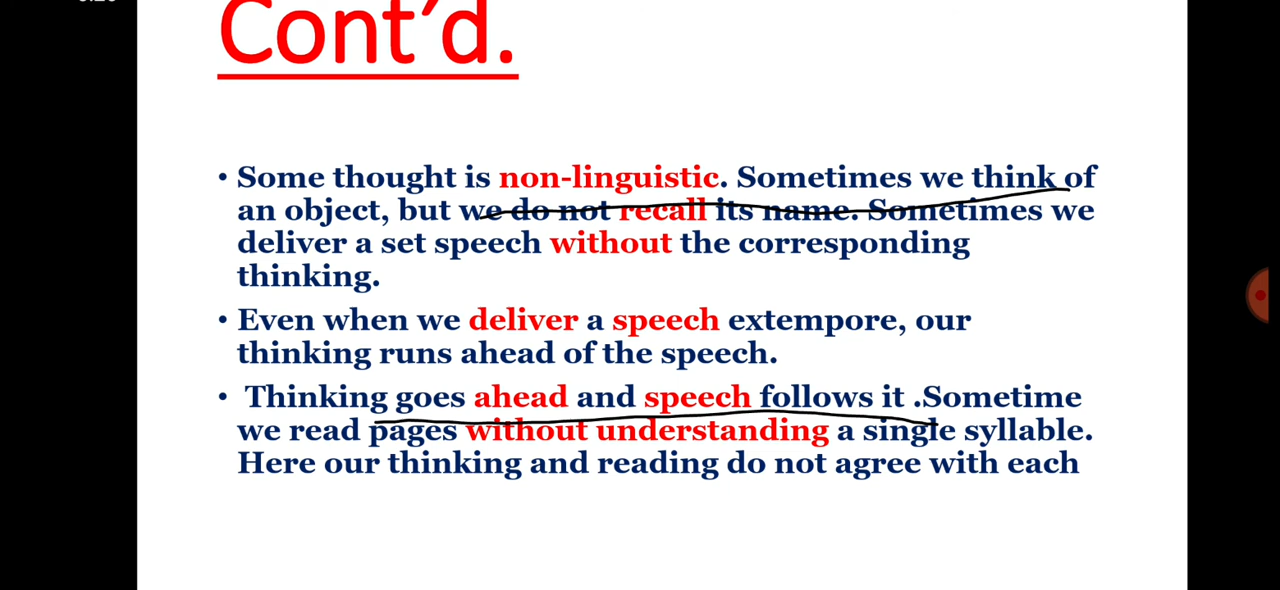 Cont'd.
• Some thought is non-linguistic. Sometimes we think of
an object, but we do not recall its name. Sometimes we
deliver a set speech without the corresponding
thinking.
• Even when we deliver a speech extempore, our
thinking runs ahead of the speech.
• Thinking goes ahead and speech follows it .Sometime
we read pages without understanding a single syllable.
Here our thinking and reading do not agree with each